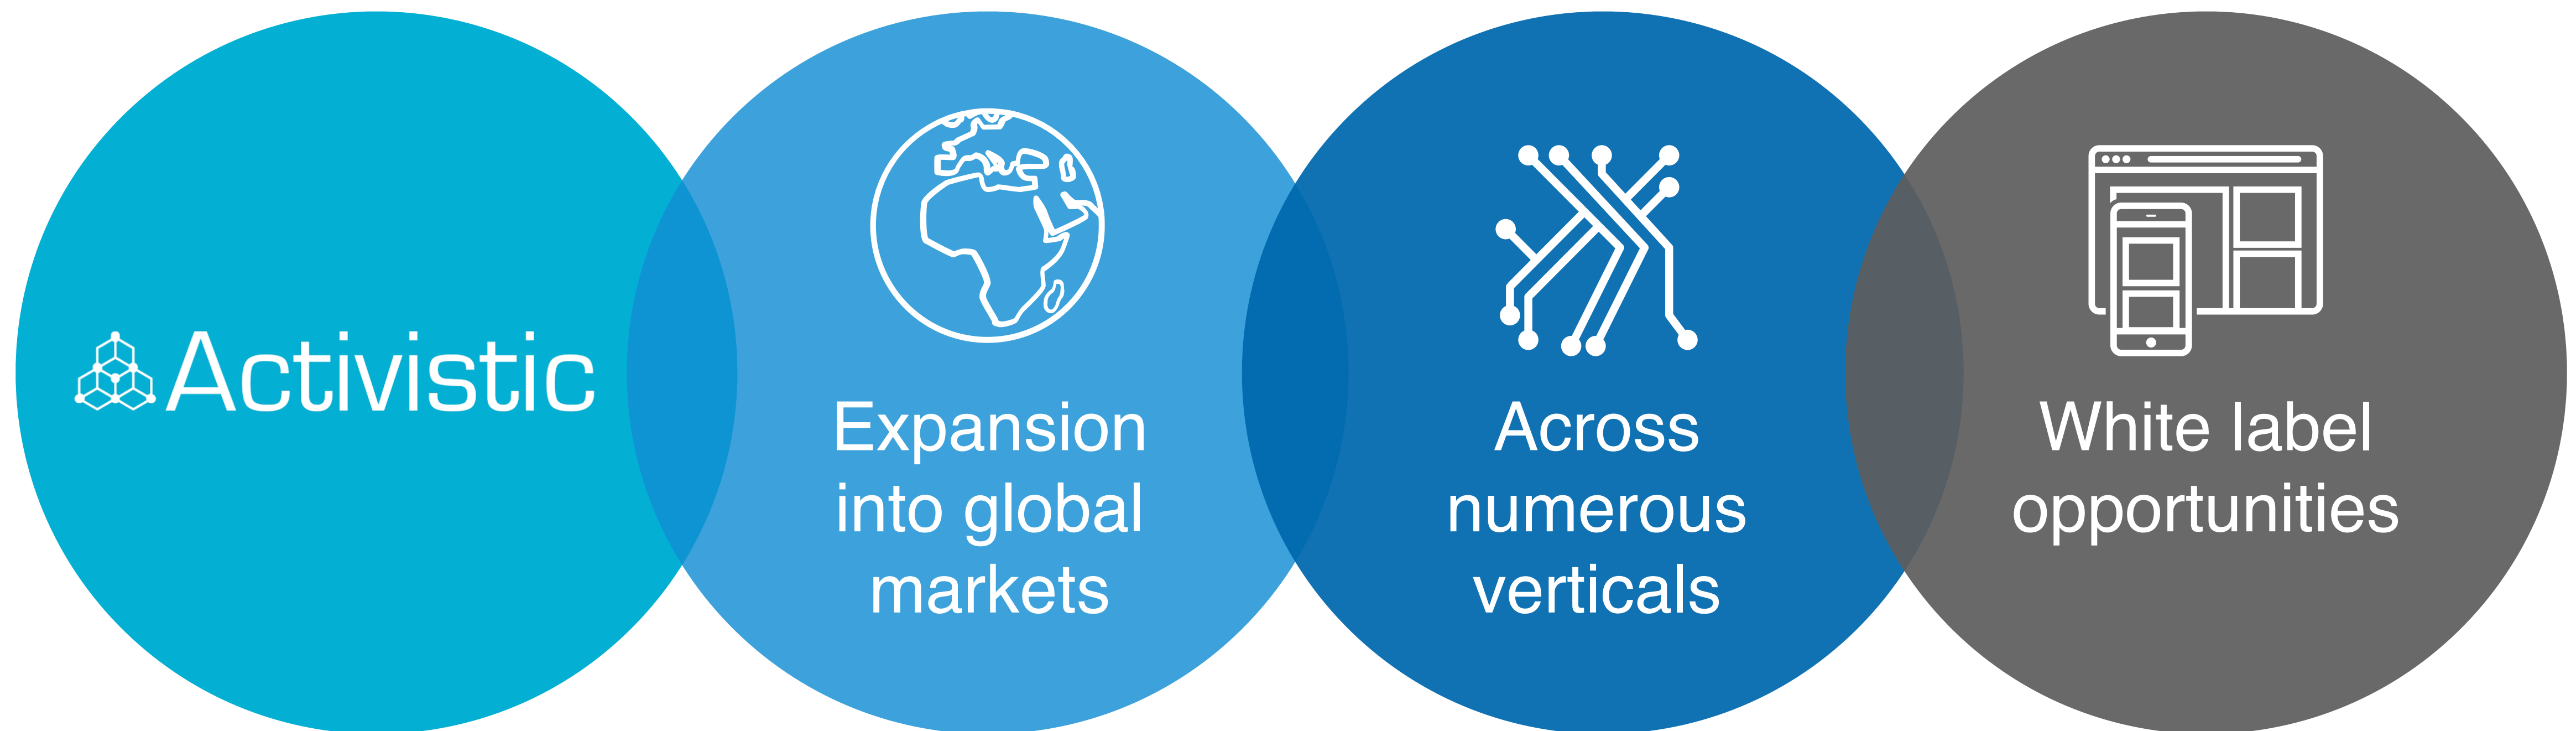 Activistic
Expansion
into global
markets
Across
numerous
verticals
White label
opportunities